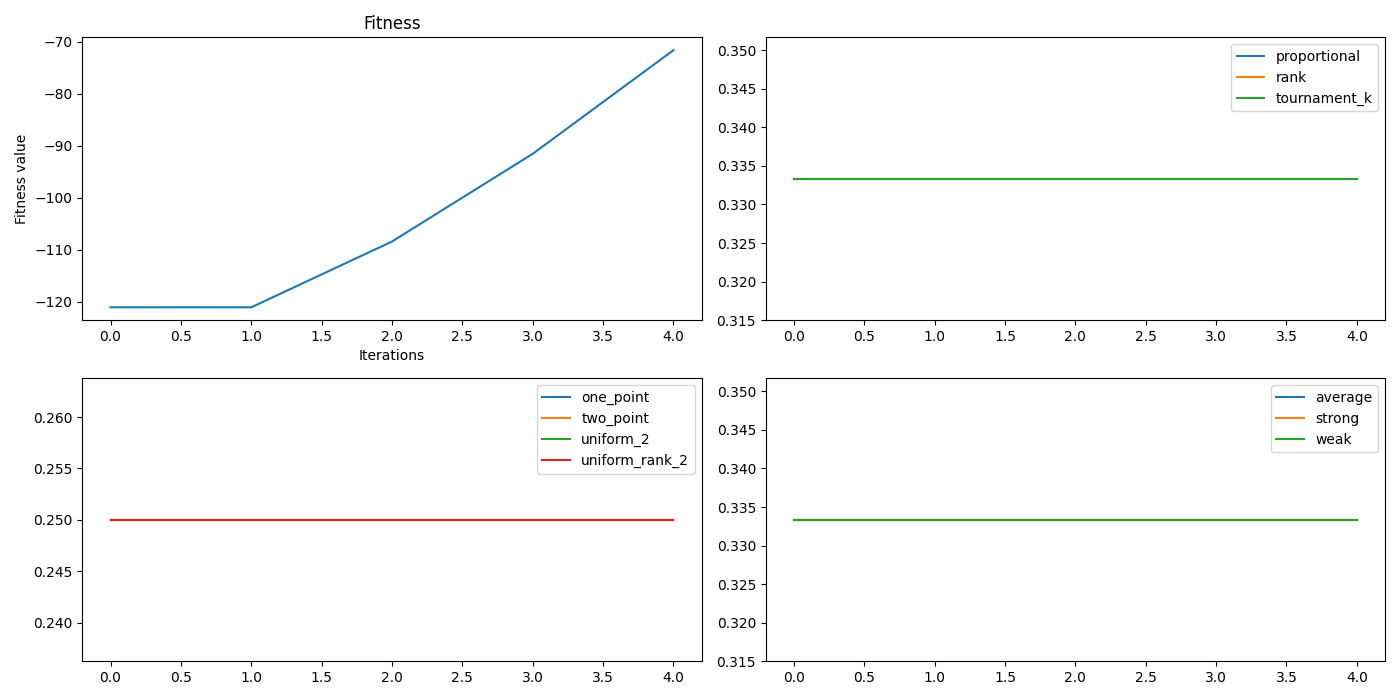 Fitness
−70
−80
−90
−100
−110
−120
Fitness value
0.0 0.5 1.0 1.5 2.0 2.5 3.0 3.5 4.0
Iterations
proportional
rank
tournament_k
0.350
0.345
0.340
0.335
0.330
0.325
0.320
0.315
0.0 0.5 1.0 1.5 2.0 2.5 3.0 3.5 4.0
one_point
two_point
uniform_2
uniform_rank_2
0.260
0.255
0.250
0.245
0.240
0.0 0.5 1.0 1.5 2.0 2.5 3.0 3.5 4.0
average
strong
weak
0.350
0.345
0.340
0.335
0.330
0.325
0.320
0.315
0.0 0.5 1.0 1.5 2.0 2.5 3.0 3.5 4.0